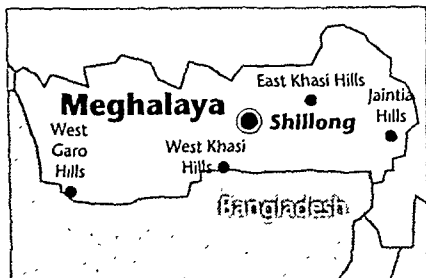 East Khasi Hills
Meghalaya
Jaintia
Hills
Shillong
West
Garo
Hills
West Khasi
Hills
Bangladesh